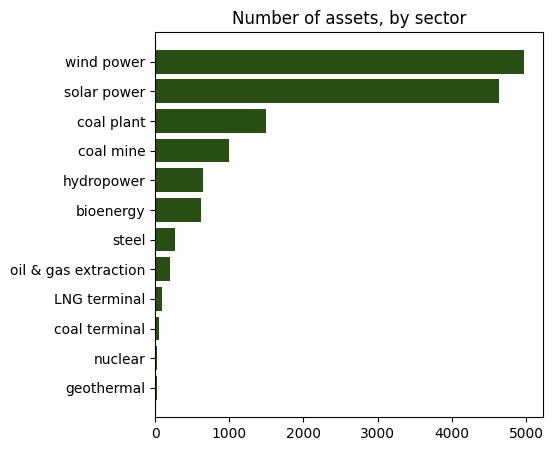 Number of assets, by sector
wind power
solar power
coal plant
coal mine
hydropower
bioenergy
steel
oil & gas extraction
LNG terminal
coal terminal
nuclear
geothermal
0 1000 2000 3000 4000 5000